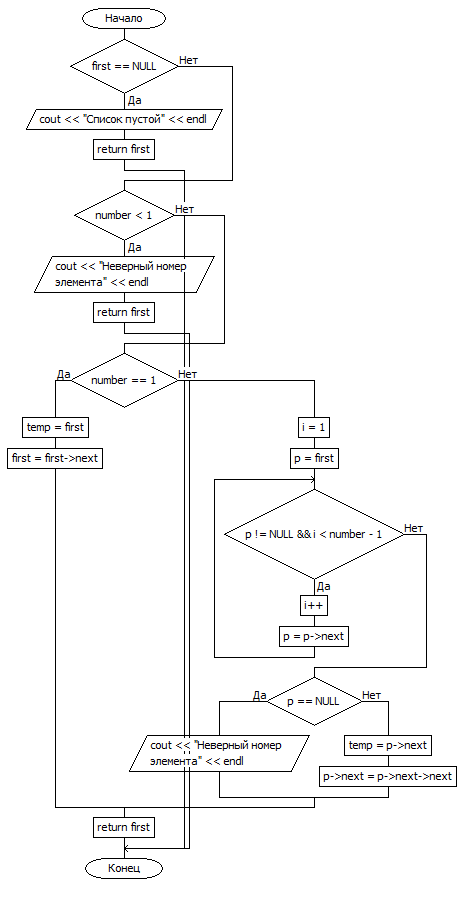 Начало
first == NULL
Нет
Да
cout << "Список пустой" << endl
return first
number < 1
Нет
Да
cout << "Неверный номер
элемента" << endl
return first
Да
number == 1
Нет
temp = first
first = first->next
i = 1
p = first
p != NULL && i < number - 1
Нет
Да
i++
p = p->next
Да
p == NULL
Нет
cout << "Неверный номер
элемента" << endl
temp = p->next
p->next = p->next->next
return first
Конец